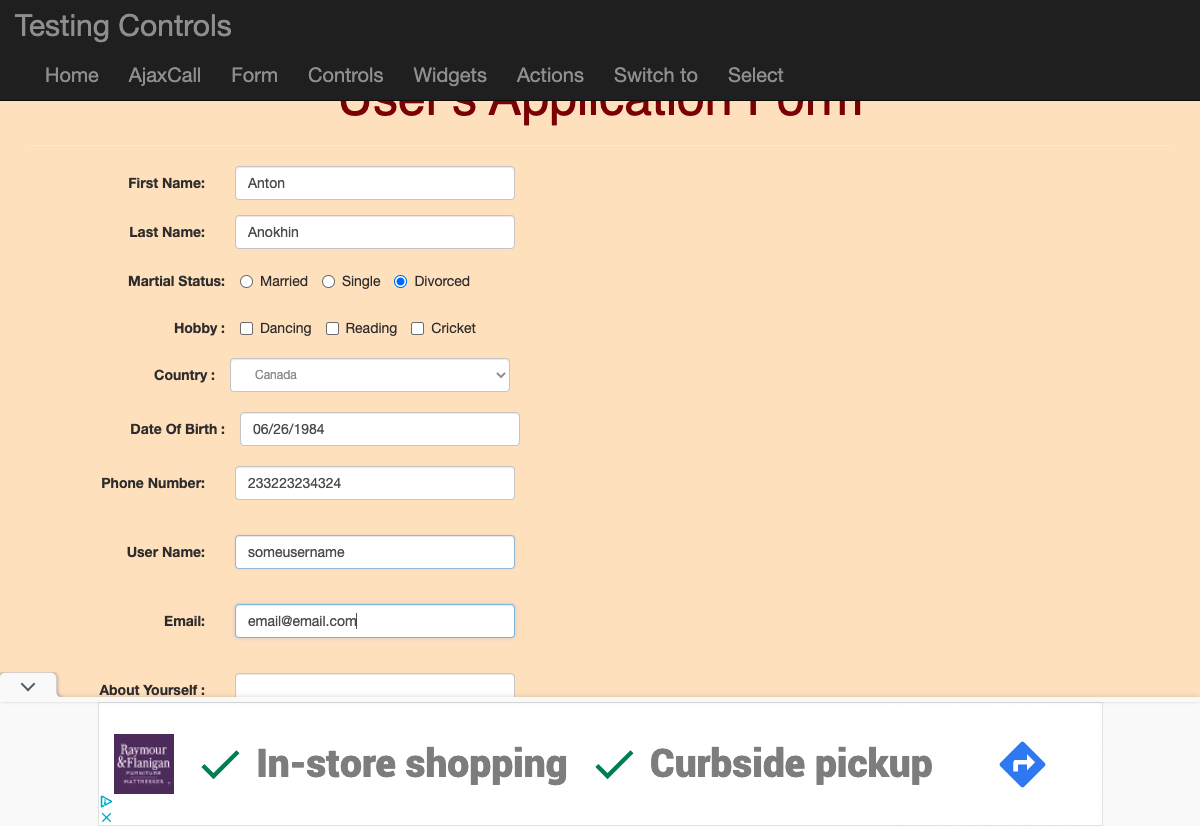 Testing Controls
Home AjaxCall Form Controls Widgets Actions Switch to Select
User's Application Form
First Name: Anton
Last Name: Anokhin
Martial Status: Married Single Divorced
Hobby : Dancing Reading Cricket
Country : Canada
Date Of Birth : 06/26/1984
Phone Number: 233223234324
User Name: someusername
Email: email@email.com
About Yourself :
Raymour
&Flanigan
FURNITURE
MATTRESSES
In-store shopping Curbside pickup